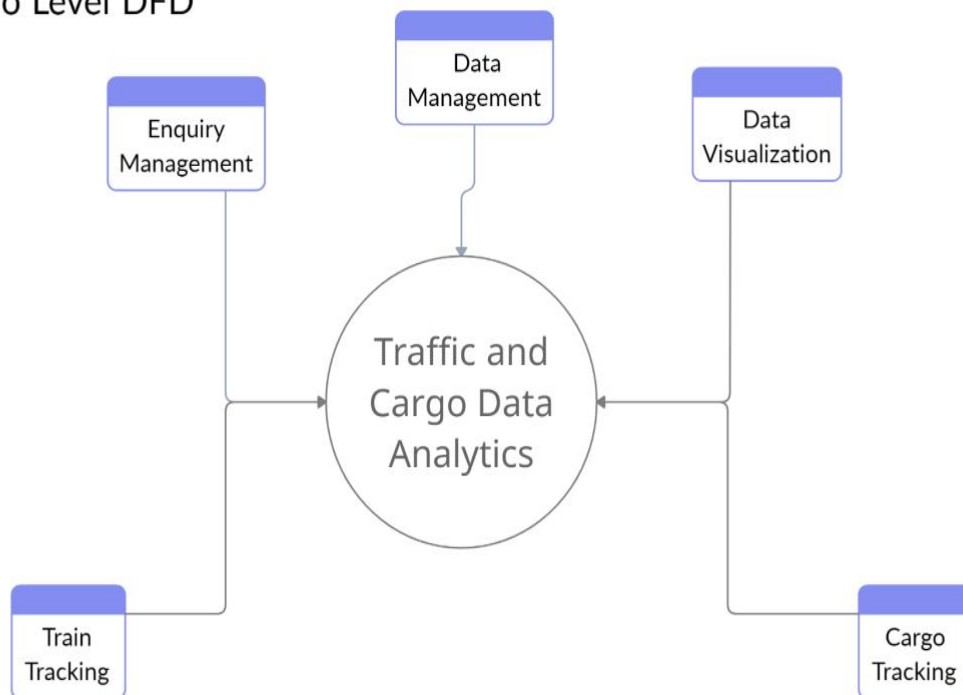 o Level DFD
Data
Management
Enquiry
Management
Data
Visualization
Traffic and
Cargo Data
Analytics
Train
Tracking
Cargo
Tracking